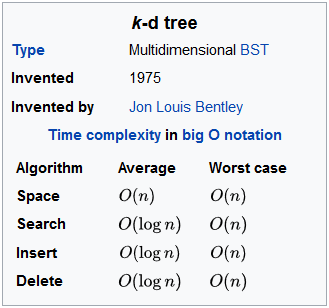 k-d tree
Type Multidimensional BST
Invented 1975
Invented by Jon Louis Bentley
Time complexity in big O notation
Algorithm Average Worst case
Space O(n) O(n)
Search O(log n) O(n)
Insert O(log n) O(n)
Delete O(log n) O(n)